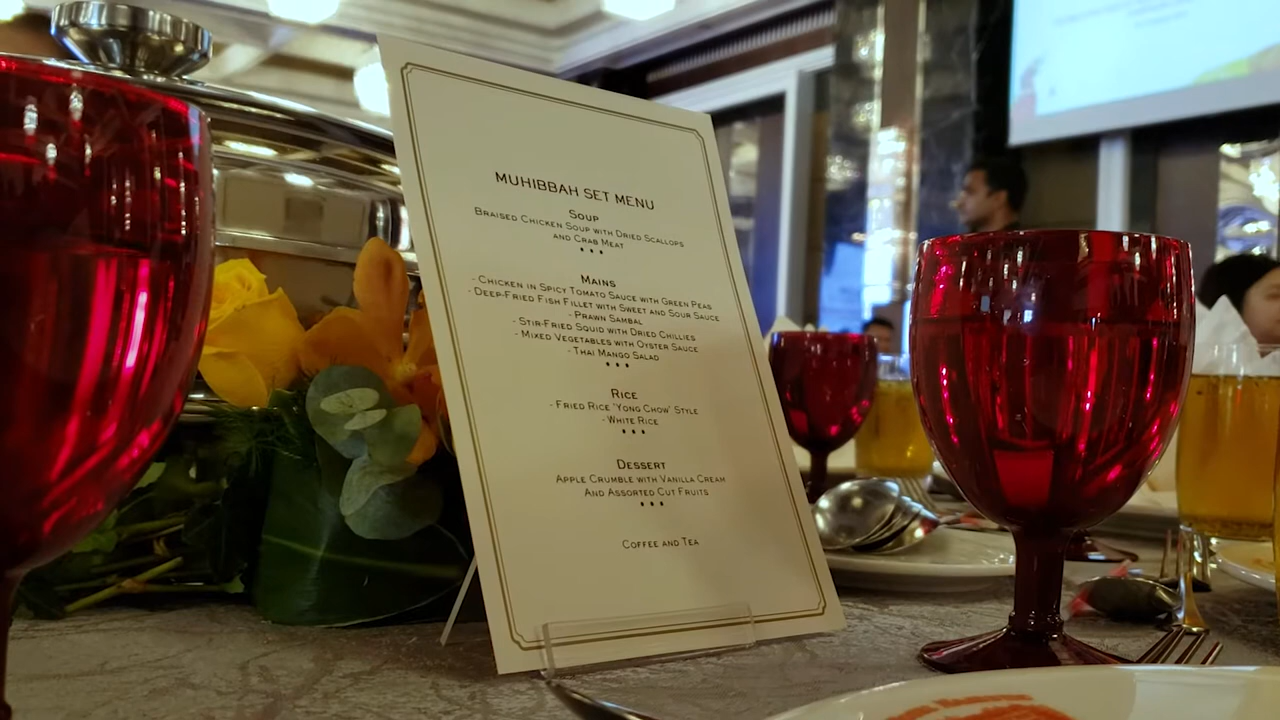 MUHIBBAH SET MENU
SOUP
BRAISED CHICKEN SOUP WITH DRIED SCALLOPS
AND CRAB MEAT
• • •
MAINS
- CHICKEN IN SPICY TOMATO SAUCE WITH GREEN PEAS
- DEEP-FRIED FISH FILLET WITH SWEET AND SOUR SAUCE
- PRAWN SAMBAL
- STIR-FRIED SQUID WITH DRIED CHILLIES
- MIXED VEGETABLES WITH OYSTER SAUCE
- THAI MANGO SALAD
• • •
RICE
- FRIED RICE 'YONG CHOW' STYLE
- WHITE RICE
• • •
DESSERT
APPLE CRUMBLE WITH VANILLA CREAM
AND ASSORTED CUT FRUITS
• • •
COFFEE AND TEA